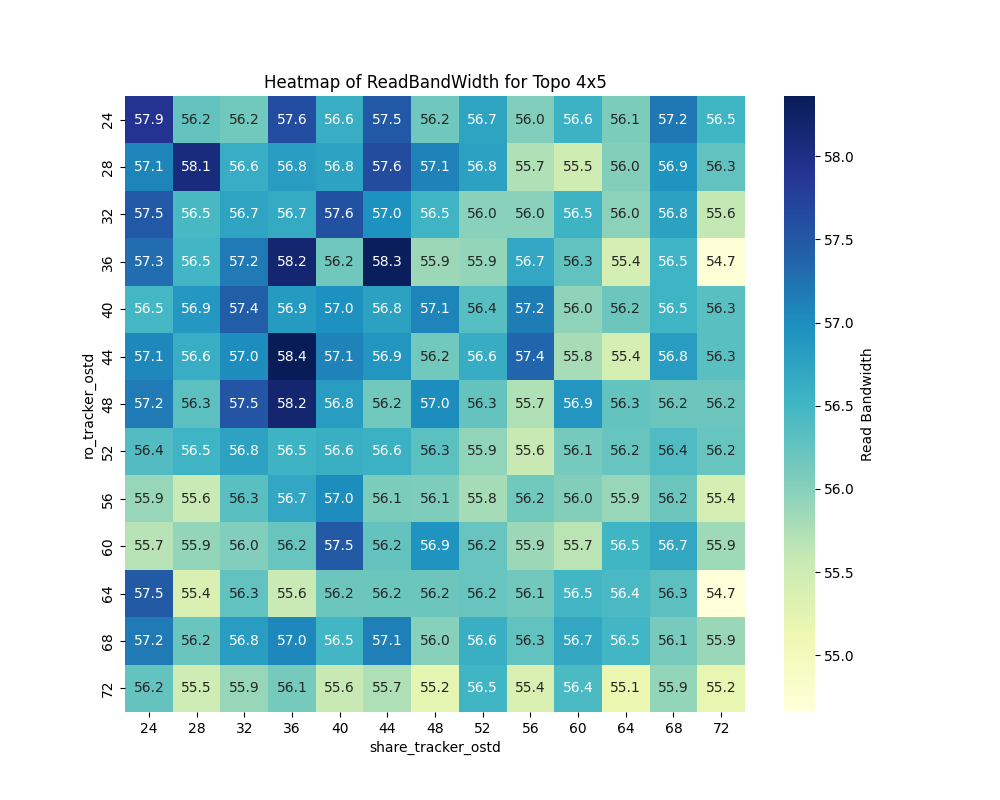 Heatmap of ReadBandWidth for Topo 4x5
24 57.9 56.2 56.2 57.6 56.6 57.5 56.2 56.7 56.0 56.6 56.1 57.2 56.5
28 57.1 58.1 56.6 56.8 56.8 57.6 57.1 56.8 55.7 55.5 56.0 56.9 56.3
32 57.5 56.5 56.7 56.7 57.6 57.0 56.5 56.0 56.0 56.5 56.0 56.8 55.6
36 57.3 56.5 57.2 58.2 56.2 58.3 55.9 55.9 56.7 56.3 55.4 56.5 54.7
40 56.5 56.9 57.4 56.9 57.0 56.8 57.1 56.4 57.2 56.0 56.2 56.5 56.3
44 57.1 56.6 57.0 58.4 57.1 56.9 56.2 56.6 57.4 55.8 55.4 56.8 56.3
48 57.2 56.3 57.5 58.2 56.8 56.2 57.0 56.3 55.7 56.9 56.3 56.2 56.2
52 56.4 56.5 56.8 56.5 56.6 56.6 56.3 55.9 55.6 56.1 56.2 56.4 56.2
56 55.9 55.6 56.3 56.7 57.0 56.1 56.1 55.8 56.2 56.0 55.9 56.2 55.4
60 55.7 55.9 56.0 56.2 57.5 56.2 56.9 56.2 55.9 55.7 56.5 56.7 55.9
64 57.5 55.4 56.3 55.6 56.2 56.2 56.2 56.2 56.1 56.5 56.4 56.3 54.7
68 57.2 56.2 56.8 57.0 56.5 57.1 56.0 56.6 56.3 56.7 56.5 56.1 55.9
72 56.2 55.5 55.9 56.1 55.6 55.7 55.2 56.5 55.4 56.4 55.1 55.9 55.2
24 28 32 36 40 44 48 52 56 60 64 68 72
share_tracker_ostd
ro_tracker_ostd
58.0
57.5
57.0
56.5
56.0
55.5
55.0
Read Bandwidth